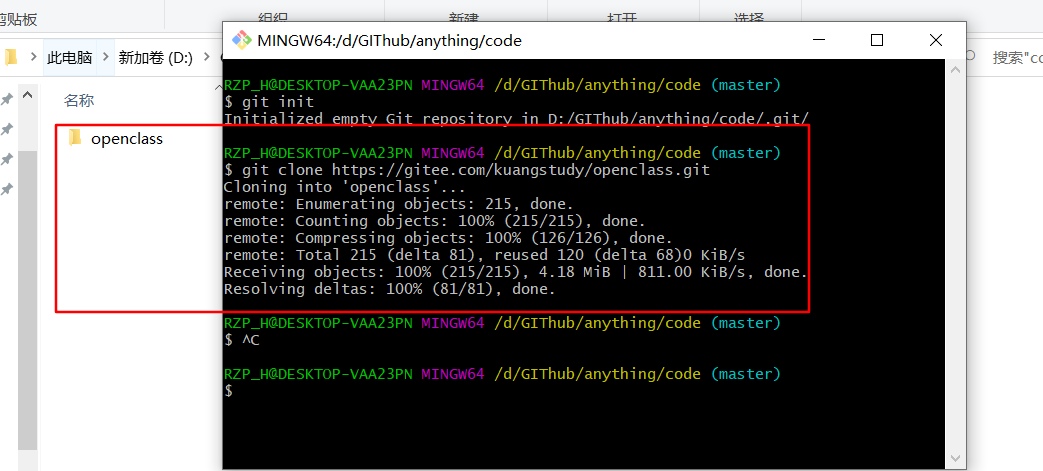 剪贴板
组织
新建
打开
选择
MINGW64:/d/GIThub/anything/code
此电脑
新加卷 (D:)
搜索"co
名称
openclass
RZP_H@DESKTOP-VAA23PN MINGW64 /d/GIThub/anything/code (master)
$ git init
Initialized empty Git repository in D:/GIThub/anything/code/.git/
RZP_H@DESKTOP-VAA23PN MINGW64 /d/GIThub/anything/code (master)
$ git clone https://gitee.com/kuangstudy/openclass.git
Cloning into 'openclass'...
remote: Enumerating objects: 215, done.
remote: Counting objects: 100% (215/215), done.
remote: Compressing objects: 100% (126/126), done.
remote: Total 215 (delta 81), reused 120 (delta 68)0 KiB/s
Receiving objects: 100% (215/215), 4.18 MiB | 811.00 KiB/s, done.
Resolving deltas: 100% (81/81), done.
RZP_H@DESKTOP-VAA23PN MINGW64 /d/GIThub/anything/code (master)
$ ^C
RZP_H@DESKTOP-VAA23PN MINGW64 /d/GIThub/anything/code (master)
$